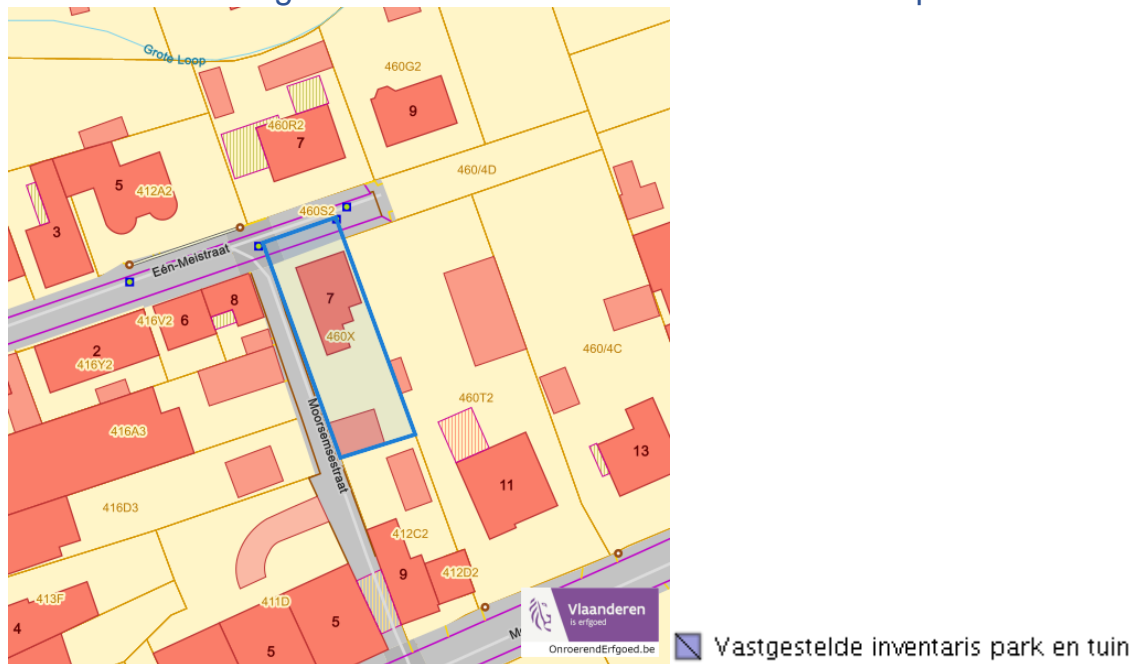 Grote Loop
460G2
9
460R2
7
460/4D
5
412A2
460S2
3
Eén-Meistraat
8
7
416V2
6
460X
2
416Y2
460/4C
460T2
416A3
Moorsemsestraat
13
11
416D3
412C2
9
412D2
413F
411D
4
5
5
Vlaanderen
is erfgoed
OnroerendErfgoed.be
Vastgestelde inventaris park en tuin